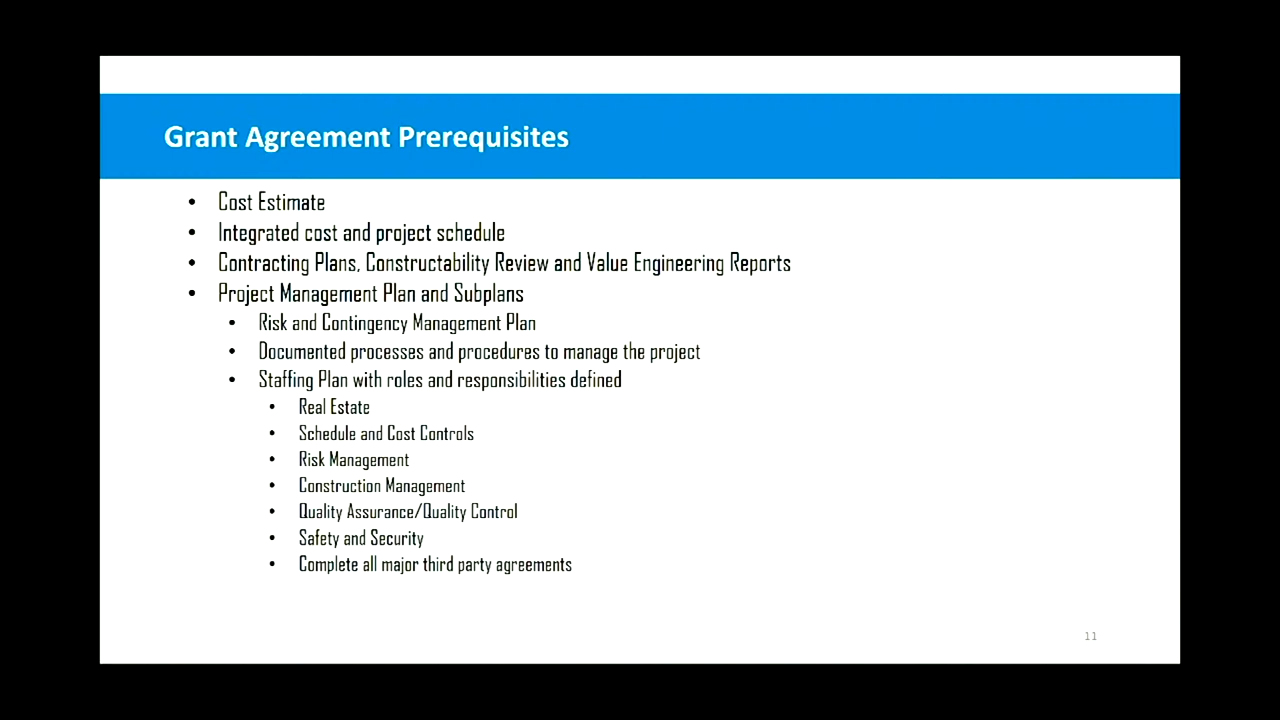 Grant Agreement Prerequisites
• Cost Estimate
• Integrated cost and project schedule
• Contracting Plans, Constructability Review and Value Engineering Reports
• Project Management Plan and Subplans
• Risk and Contingency Management Plan
• Documented processes and procedures to manage the project
• Staffing Plan with roles and responsibilities defined
• Real Estate
• Schedule and Cost Controls
• Risk Management
• Construction Management
• Quality Assurance/Quality Control
• Safety and Security
• Complete all major third party agreements
11